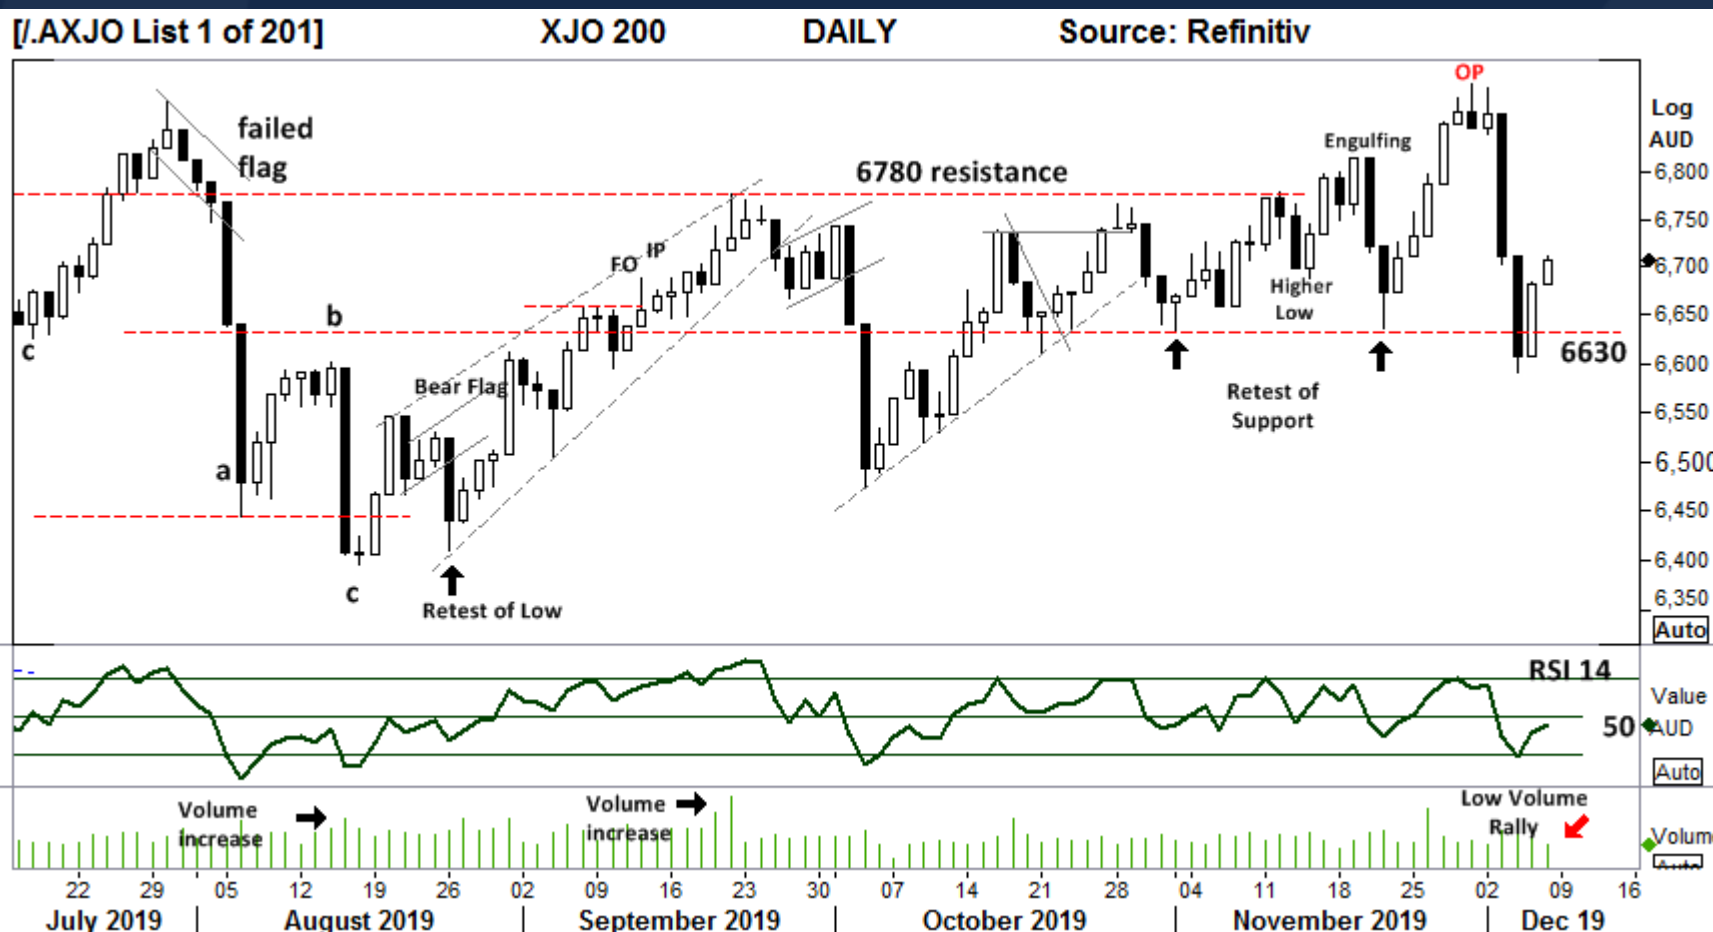 [/.AXJO List 1 of 201] XJO 200 DAILY Source: Refinitiv
OP
Log
AUD
failed
flag
Engulfing
6780 resistance
6,800
6,750
6,700
6,650
6,600
6,550
6,500
6,450
6,400
6,350
Auto
FO
IP
Higher
Low
b
c
6630
Bear Flag
Retest of
Support
a
c
Retest of Low
RSI 14
Value
50
AUD
Auto
Volume
increase
Volume
increase
Low Volume
Rally
Volum
Auto
22 29 05 12 19 26 02 09 16 23 30 07 14 21 28 04 11 18 25 02 09 16
July 2019 August 2019 September 2019 October 2019 November 2019 Dec 19